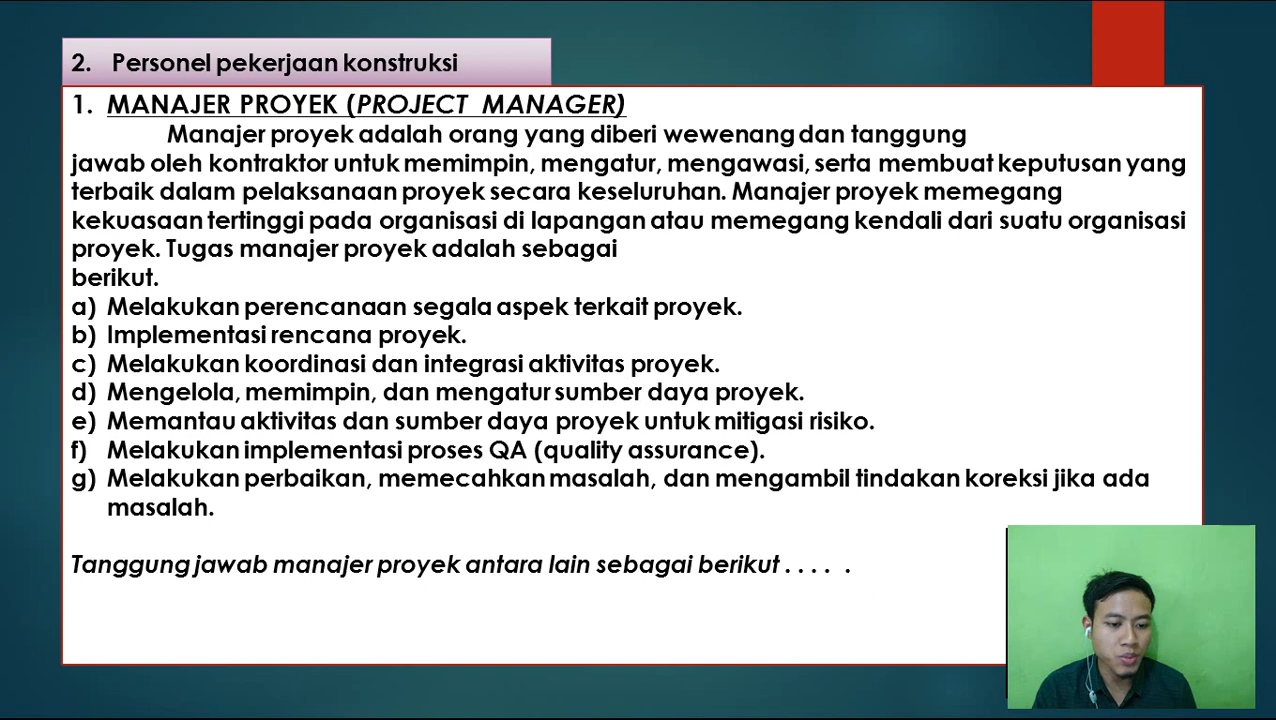 2. Personel pekerjaan konstruksi
1. MANAJER PROYEK (PROJECT MANAGER)
Manajer proyek adalah orang yang diberi wewenang dan tanggung
jawab oleh kontraktor untuk memimpin, mengatur, mengawasi, serta membuat keputusan yang
terbaik dalam pelaksanaan proyek secara keseluruhan. Manajer proyek memegang
kekuasaan tertinggi pada organisasi di lapangan atau memegang kendali dari suatu organisasi
proyek. Tugas manajer proyek adalah sebagai
berikut.
a) Melakukan perencanaan segala aspek terkait proyek.
b) Implementasi rencana proyek.
c) Melakukan koordinasi dan integrasi aktivitas proyek.
d) Mengelola, memimpin, dan mengatur sumber daya proyek.
e) Memantau aktivitas dan sumber daya proyek untuk mitigasi risiko.
f) Melakukan implementasi proses QA (quality assurance).
g) Melakukan perbaikan, memecahkan masalah, dan mengambil tindakan koreksi jika ada
masalah.
Tanggung jawab manajer proyek antara lain sebagai berikut . . . . .